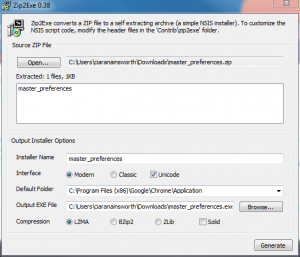 Zip2Exe 0.38
Zip2Exe converts a ZIP file to a self extracting archive (a simple NSIS installer). To customize the
NSIS script code, modify the header files in the 'Contrib\zip2exe' folder.
Source ZIP File
Open... C:\Users\ciaranainsworth\Downloads\master_preferences.zip
Extracted: 1 files, 1KB
master_preferences
Output Installer Options
Installer Name master_preferences
Interface Modern Classic Unicode
Default Folder C:\Program Files (x86)\Google\Chrome\Application
Output EXE File C:\Users\ciaranainsworth\Downloads\master_preferences.exe Browse...
Compression LZMA BZip2 ZLib Solid
Generate